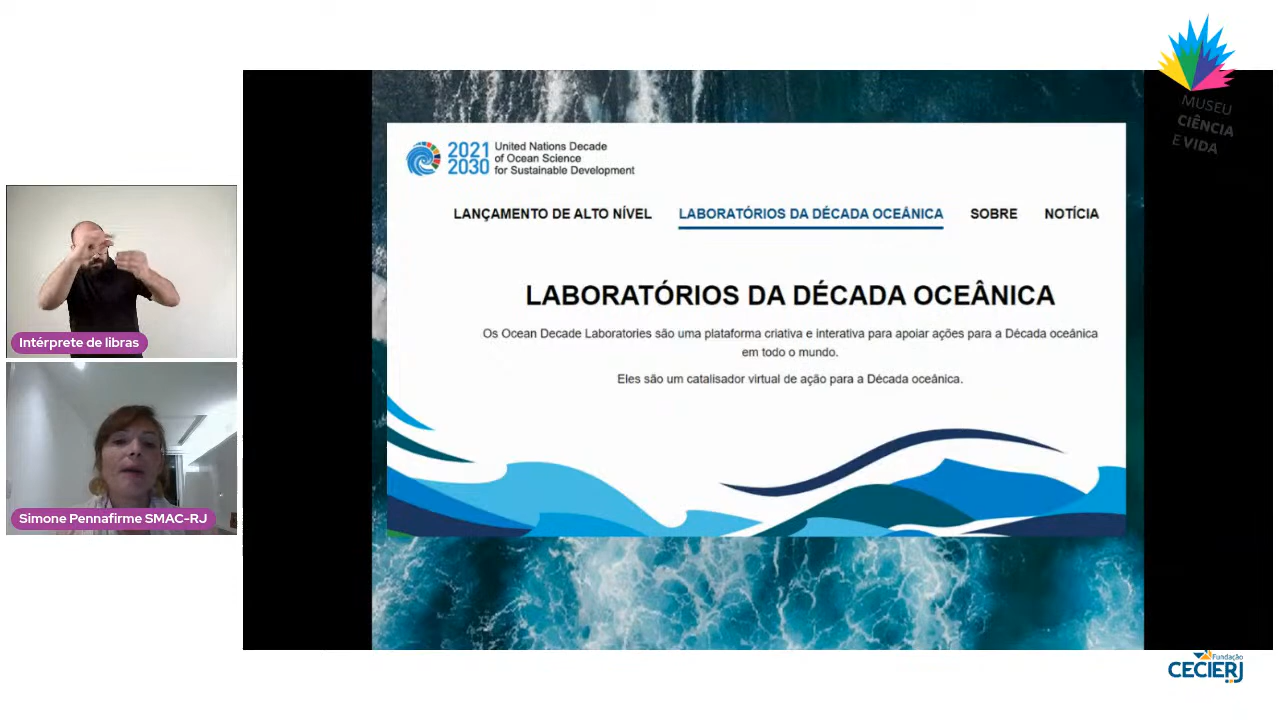 MUSEU
CIÊNCIA
E VIDA
2021
2030
United Nations Decade
of Ocean Science
for Sustainable Development
LANÇAMENTO DE ALTO NÍVEL
LABORATÓRIOS DA DÉCADA OCEÂNICA
SOBRE
NOTÍCIA
LABORATÓRIOS DA DÉCADA OCEÂNICA
Os Ocean Decade Laboratories são uma plataforma criativa e interativa para apoiar ações para a Década oceânica
em todo o mundo.
Eles são um catalisador virtual de ação para a Década oceânica.
Intérprete de libras
Simone Pennafirme SMAC-RJ
Fundação
CECIERJ